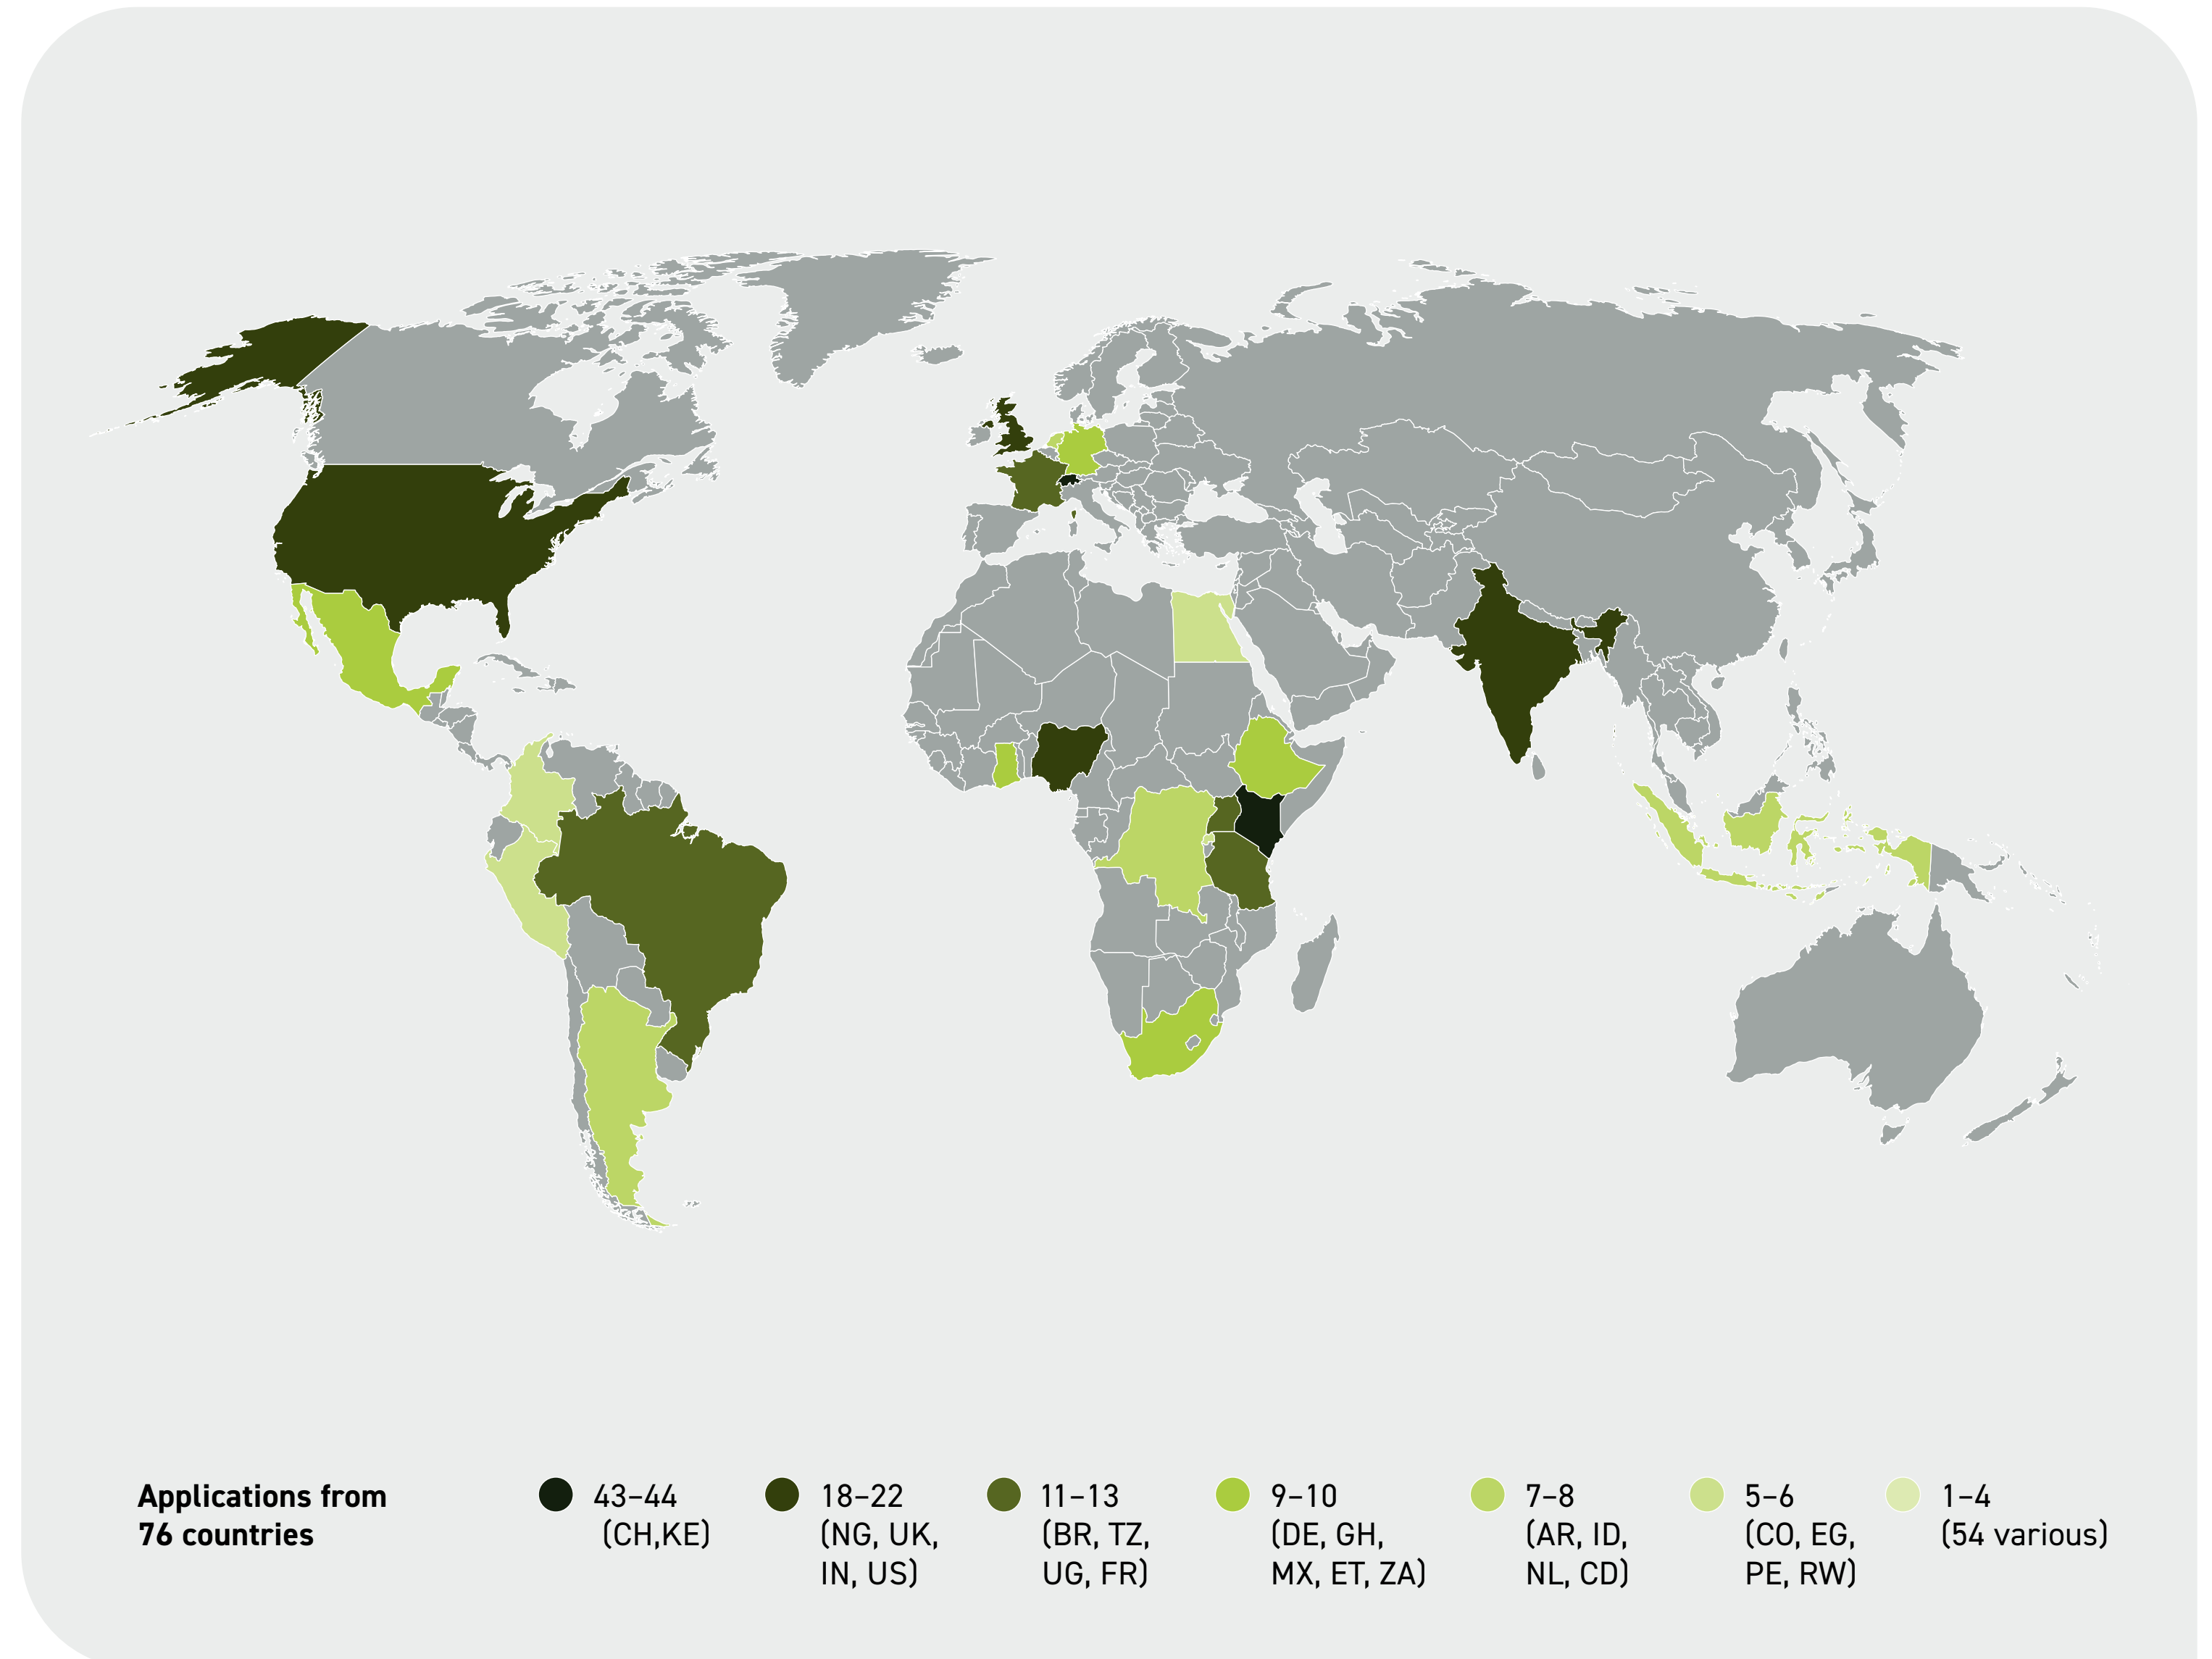 Applications from
76 countries
43–44
(CH,KE)
18–22
(NG, UK,
IN, US)
11–13
(BR, TZ,
UG, FR)
9–10
(DE, GH,
MX, ET, ZA)
7–8
(AR, ID,
NL, CD)
5–6
(CO, EG,
PE, RW)
1–4
(54 various)